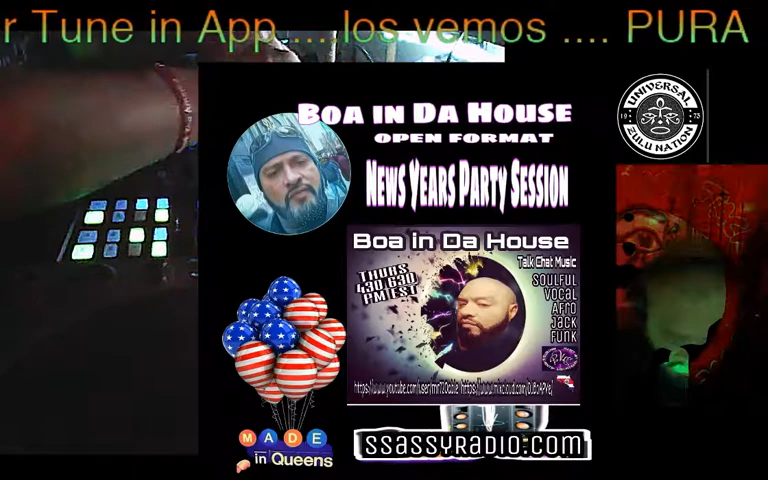 r Tune in App ....los vemos .... PURA
BOA IN DA HOUSE
OPEN FORMAT
NEWS YEARS PARTY SESSION
UNIVERSAL
1973
ZULU NATION
Boa in Da House
Talk Chat Music
THURS
430_630
PM EST
SOULFUL
VOCAL
AFRO
JACK
FUNK
MADE
in Queens
SSASSYRADIO.COM